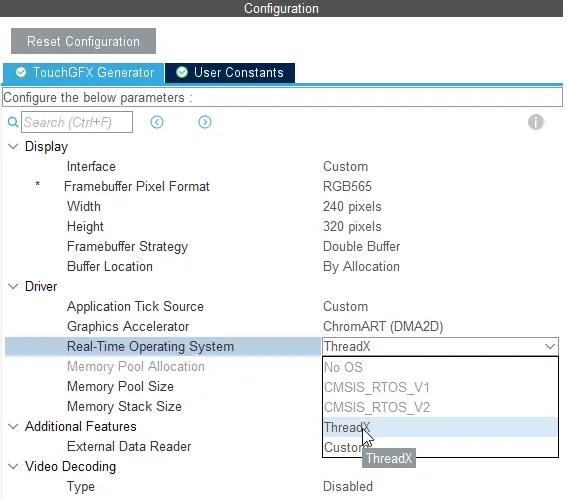 Configuration
Reset Configuration
TouchGFX Generator User Constants
Configure the below parameters :
Search (Ctrl+F)
Display
Interface Custom
* Framebuffer Pixel Format RGB565
Width 240 pixels
Height 320 pixels
Framebuffer Strategy Double Buffer
Buffer Location By Allocation
Driver
Application Tick Source Custom
Graphics Accelerator ChromART (DMA2D)
Real-Time Operating System ThreadX
Memory Pool Allocation No OS
Memory Pool Size CMSIS_RTOS_V1
Memory Stack Size CMSIS_RTOS_V2
Additional Features ThreadX
External Data Reader Custom
ThreadX
Video Decoding
Type Disabled